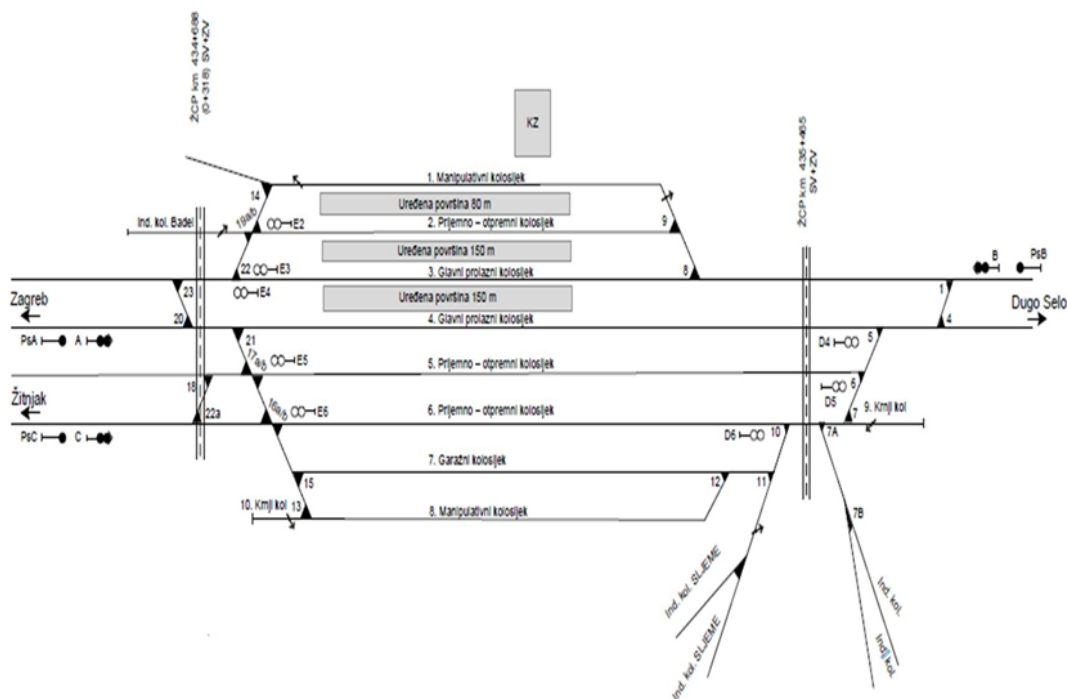 ŽCP km 434+688
(0+318) SV+ZV
KZ
ŽCP km 435+465
SV+ZV
1. Manipulativni kolosijek
14
19a/b
Uređena površina 80 m
Ind. kol. Badel
E2
2. Prijemno – otpremni kolosijek
9
Uređena površina 150 m
22
E3
3. Glavni prolazni kolosijek
8
B
PsB
Zagreb
23
E4
Uređena površina 150 m
1
Dugo Selo
20
4. Glavni prolazni kolosijek
4
PsA
A
21
D4
5
17a/b
E5
5. Prijemno – otpremni kolosijek
Žitnjak
18
D5
6
22a
16a/b
E6
6. Prijemno – otpremni kolosijek
7
9. Krnji kol
PsC
C
D6
10
7A
7. Garažni kolosijek
15
12
11
10. Krnji kol
13
8. Manipulativni kolosijek
7B
Ind. kol. SLJEME
Ind. kol. SLJEME
Ind. kol.
Ind. kol.